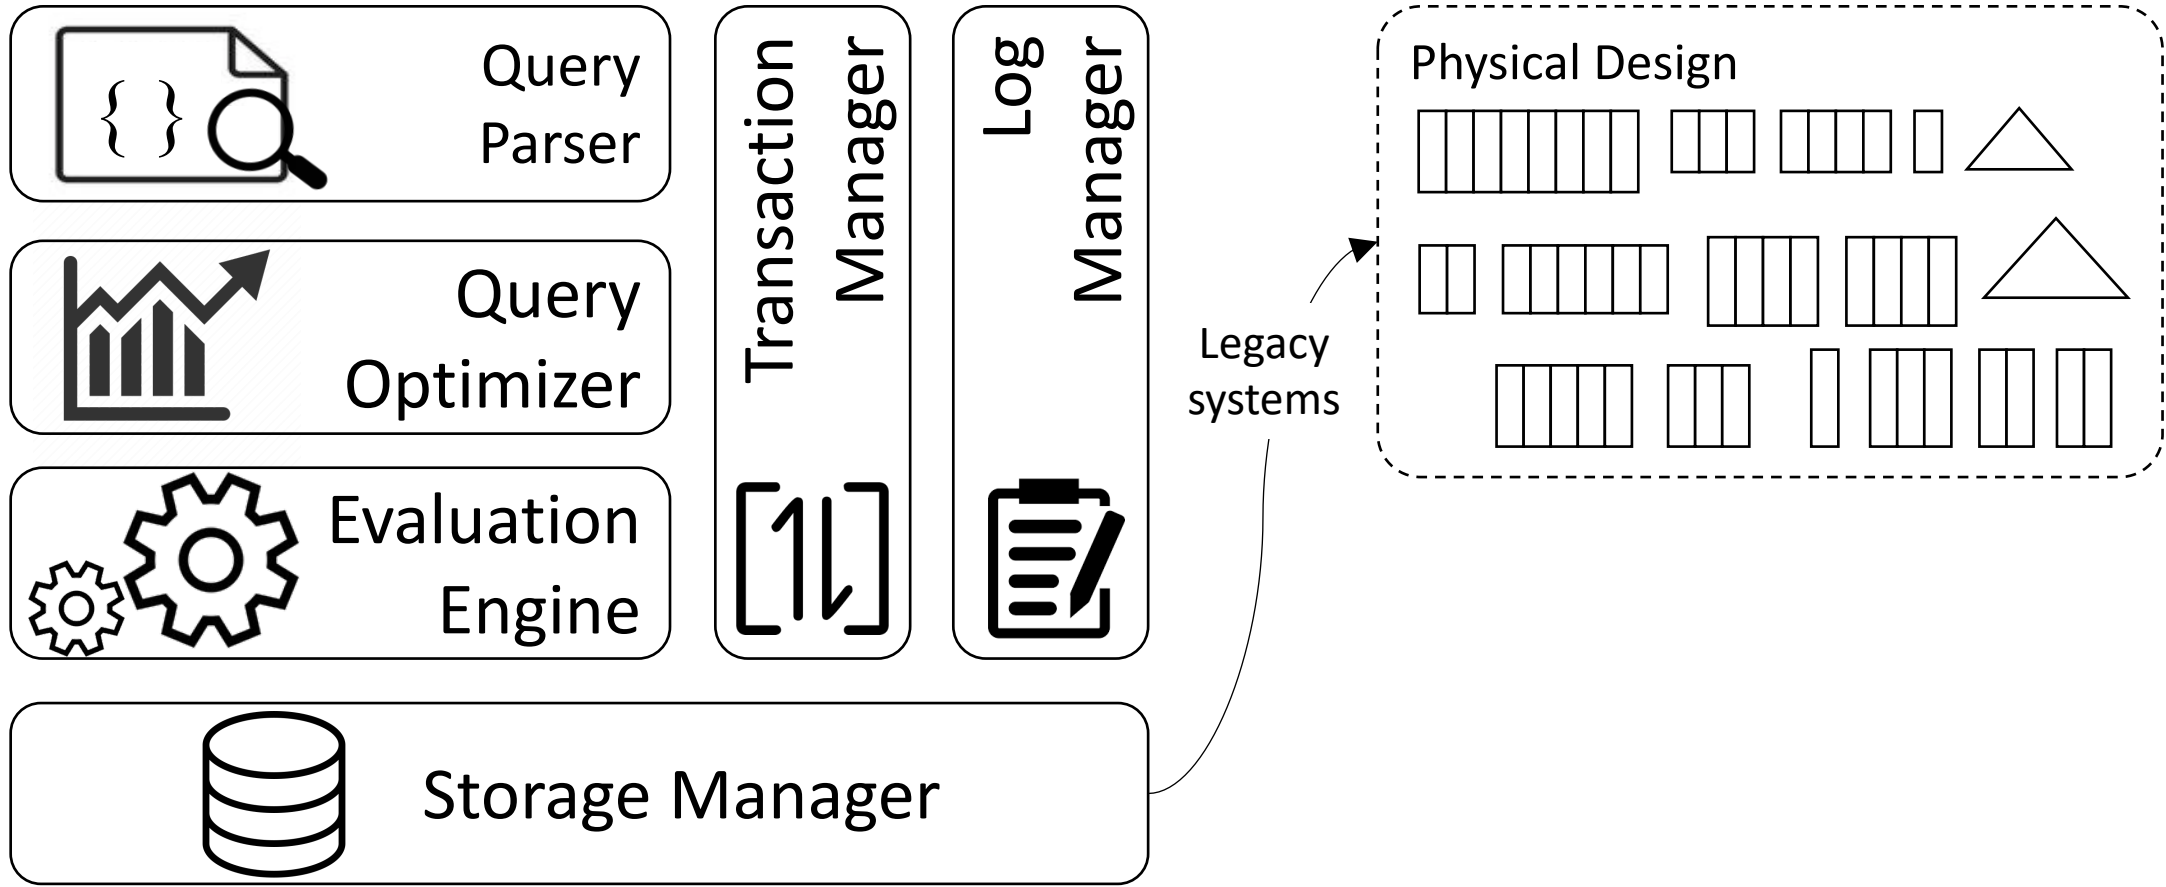 Query
Parser
{ }
Query
Optimizer
Evaluation
Engine
Transaction
Manager
Log
Manager
Storage Manager
Legacy
systems
Physical Design